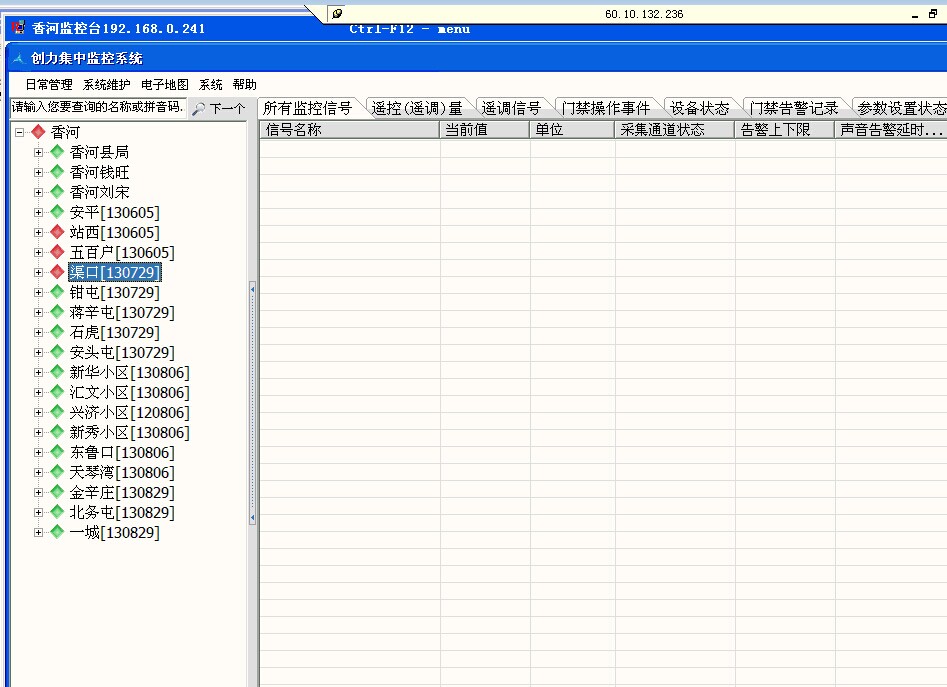 60.10.132.236
香河监控台192.168.0.241 Ctrl-F12 - menu
创力集中监控系统
日常管理 系统维护 电子地图 系统 帮助
请输入您要查询的名称或拼音码. 下一个
所有监控信号 遥控(遥调)量 遥调信号 门禁操作事件 设备状态 门禁告警记录 参数设置状态
信号名称 当前值 单位 采集通道状态 告警上下限 声音告警延时...
香河
香河县局
香河钱旺
香河刘宋
安平[130605]
站西[130605]
五百户[130605]
渠口[130729]
钳屯[130729]
蒋辛屯[130729]
石虎[130729]
安头屯[130729]
新华小区[130806]
汇文小区[130806]
兴济小区[120806]
新秀小区[130806]
东鲁口[130806]
天琴湾[130806]
金辛庄[130829]
北务屯[130829]
一城[130829]